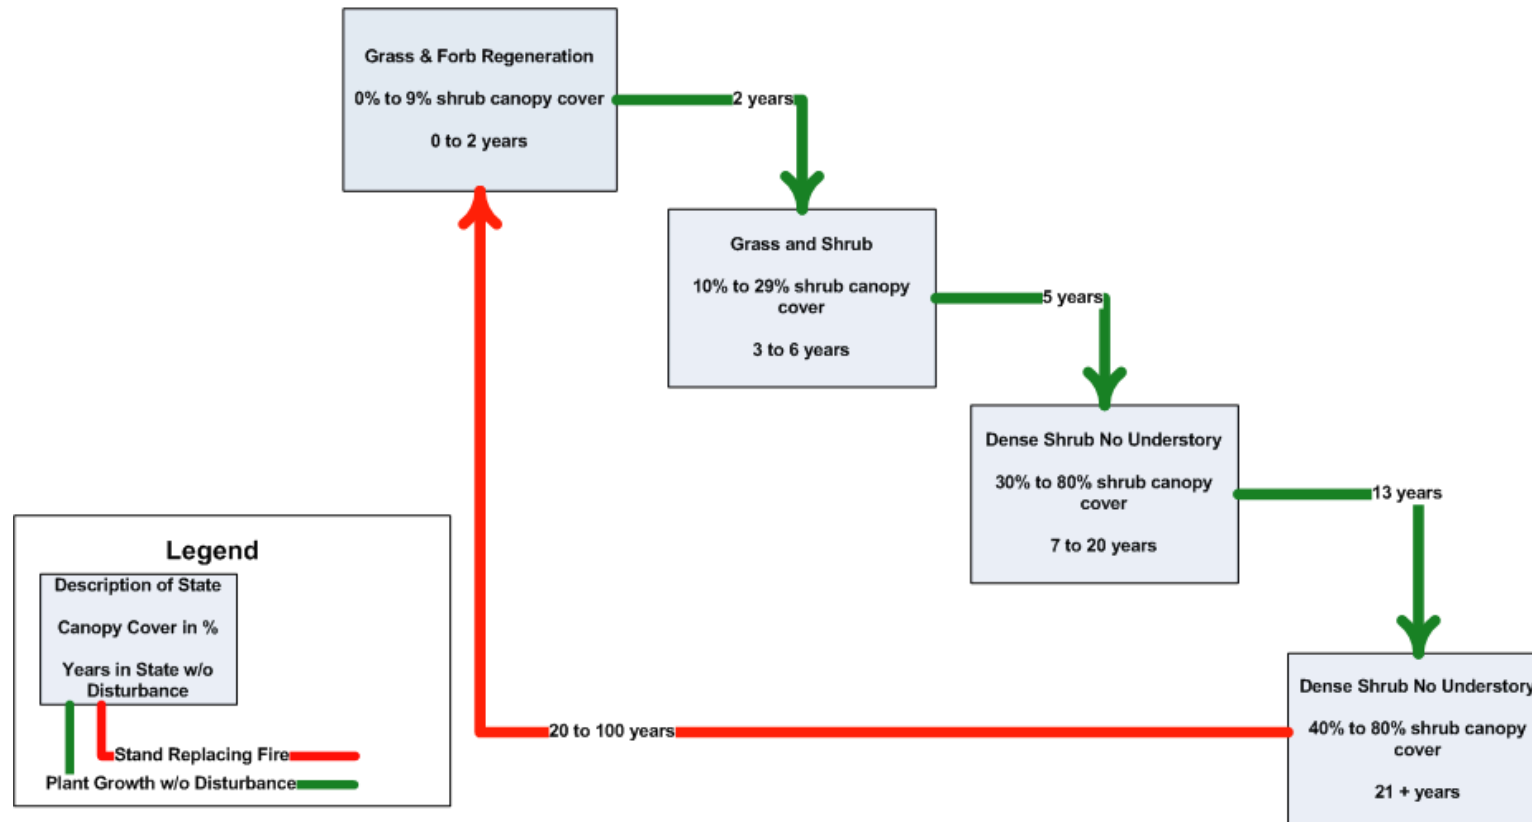 Grass & Forb Regeneration
0% to 9% shrub canopy cover
0 to 2 years
2 years
Grass and Shrub
10% to 29% shrub canopy
cover
3 to 6 years
5 years
Dense Shrub No Understory
30% to 80% shrub canopy
cover
7 to 20 years
13 years
Dense Shrub No Understory
40% to 80% shrub canopy
cover
21 + years
20 to 100 years
Legend
Description of State
Canopy Cover in %
Years in State w/o
Disturbance
Stand Replacing Fire
Plant Growth w/o Disturbance